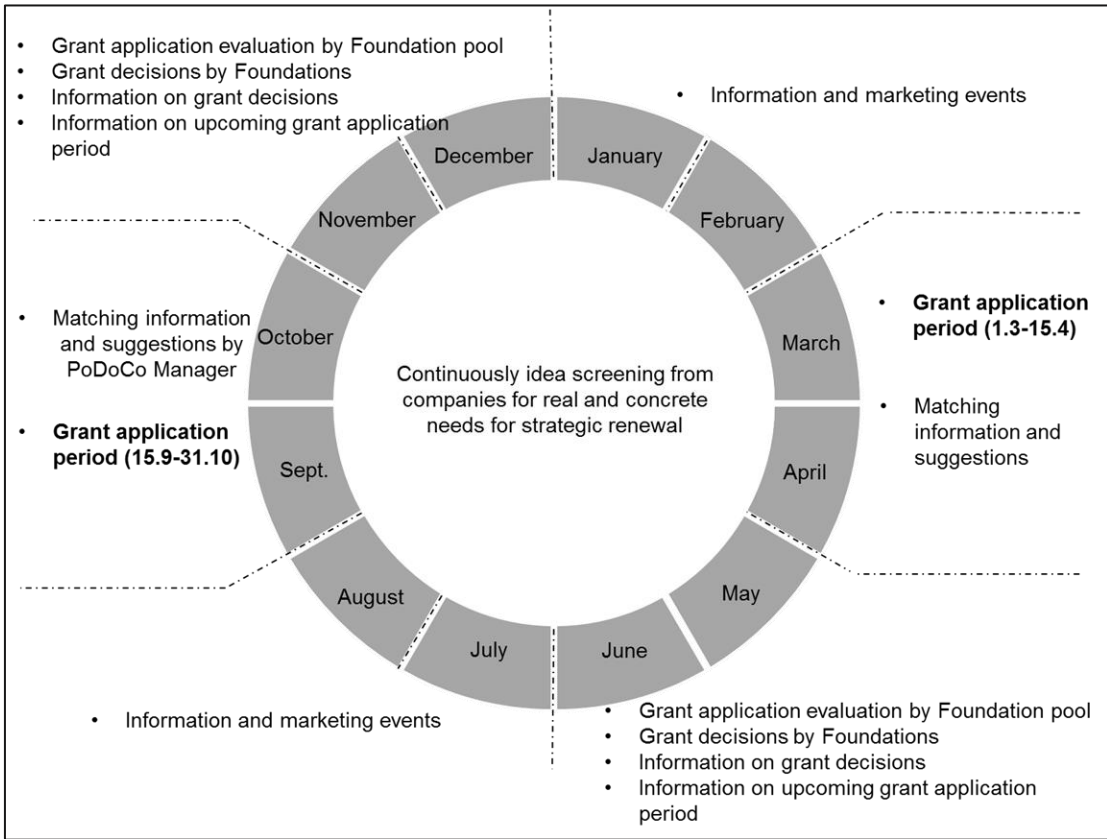 • Grant application evaluation by Foundation pool
• Grant decisions by Foundations
• Information on grant decisions
• Information on upcoming grant application
period
• Information and marketing events
December
January
November
February
• Matching information
and suggestions by
PoDoCo Manager
• Grant application
period (15.9-31.10)
October
March
Sept.
April
Continuously idea screening from
companies for real and concrete
needs for strategic renewal
• Grant application
period (1.3-15.4)
• Matching
information and
suggestions
August
May
July
June
• Information and marketing events
• Grant application evaluation by Foundation pool
• Grant decisions by Foundations
• Information on grant decisions
• Information on upcoming grant application
period